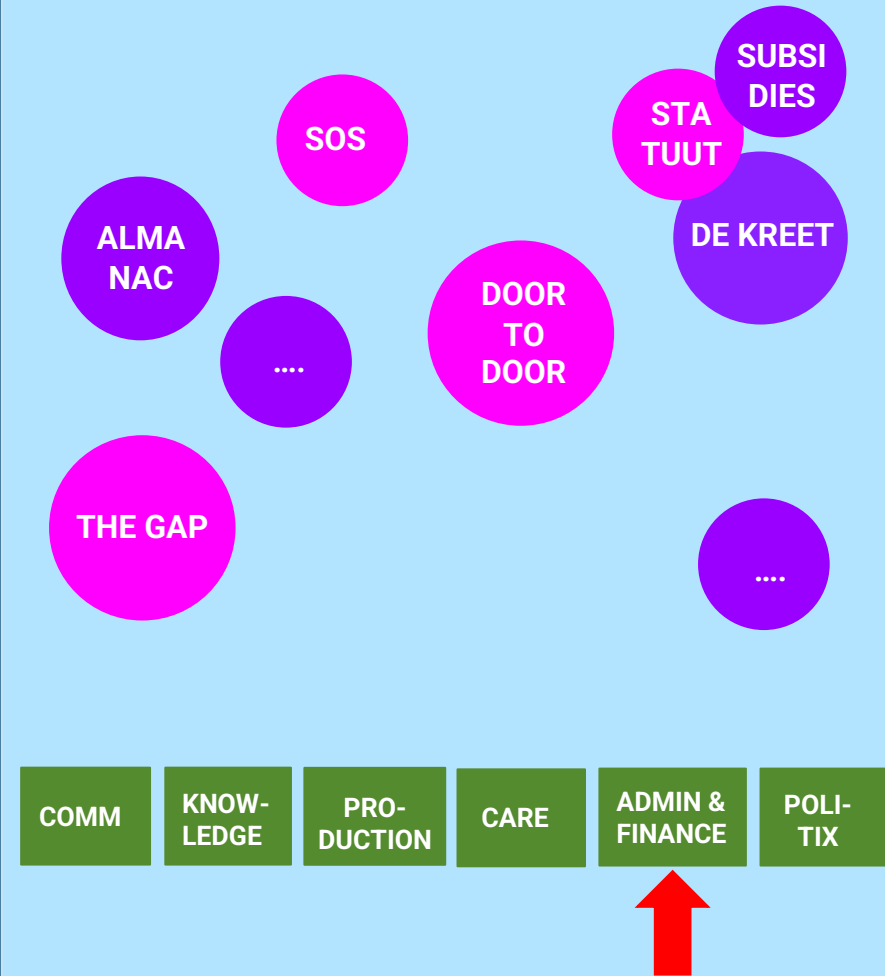 SUBSI
DIES
SOS
STA
TUUT
ALMA
NAC
DE KREET
DOOR
TO
DOOR
....
THE GAP
....
COMM
KNOW-
LEDGE
PRO-
DUCTION
CARE
ADMIN &
FINANCE
POLI-
TIX